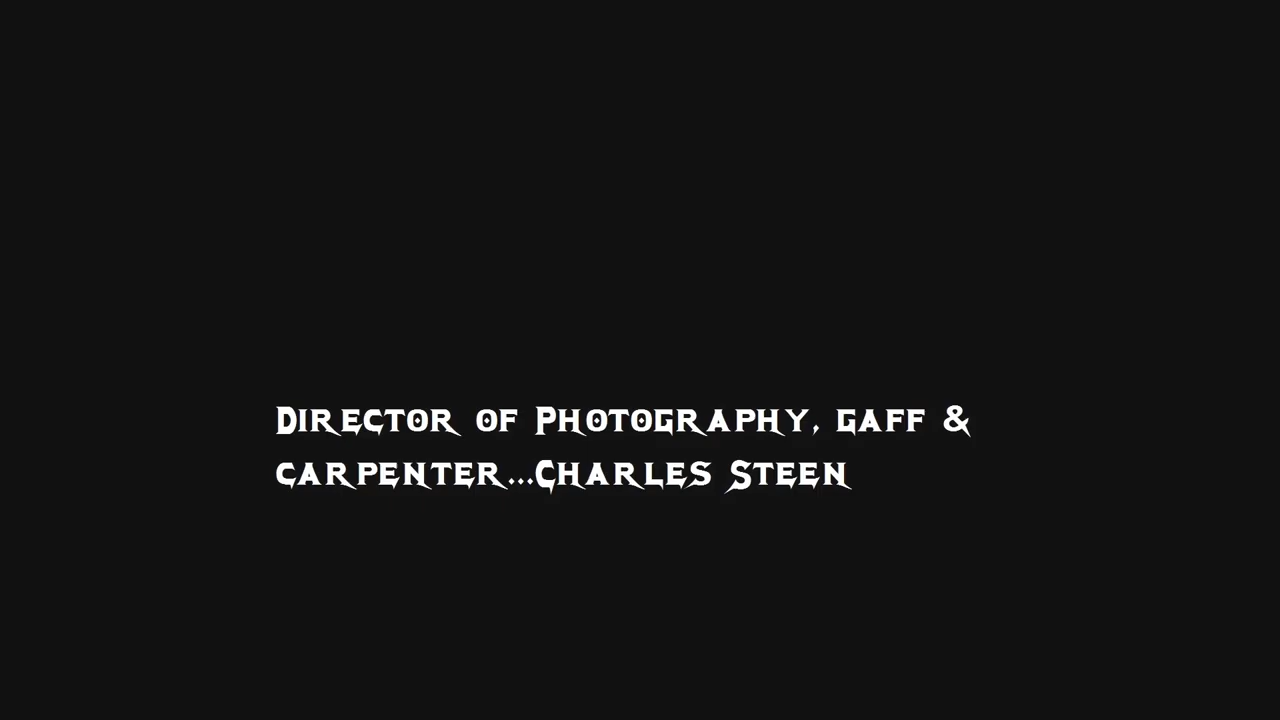 Director of Photography, gaff &
carpenter...Charles Steen